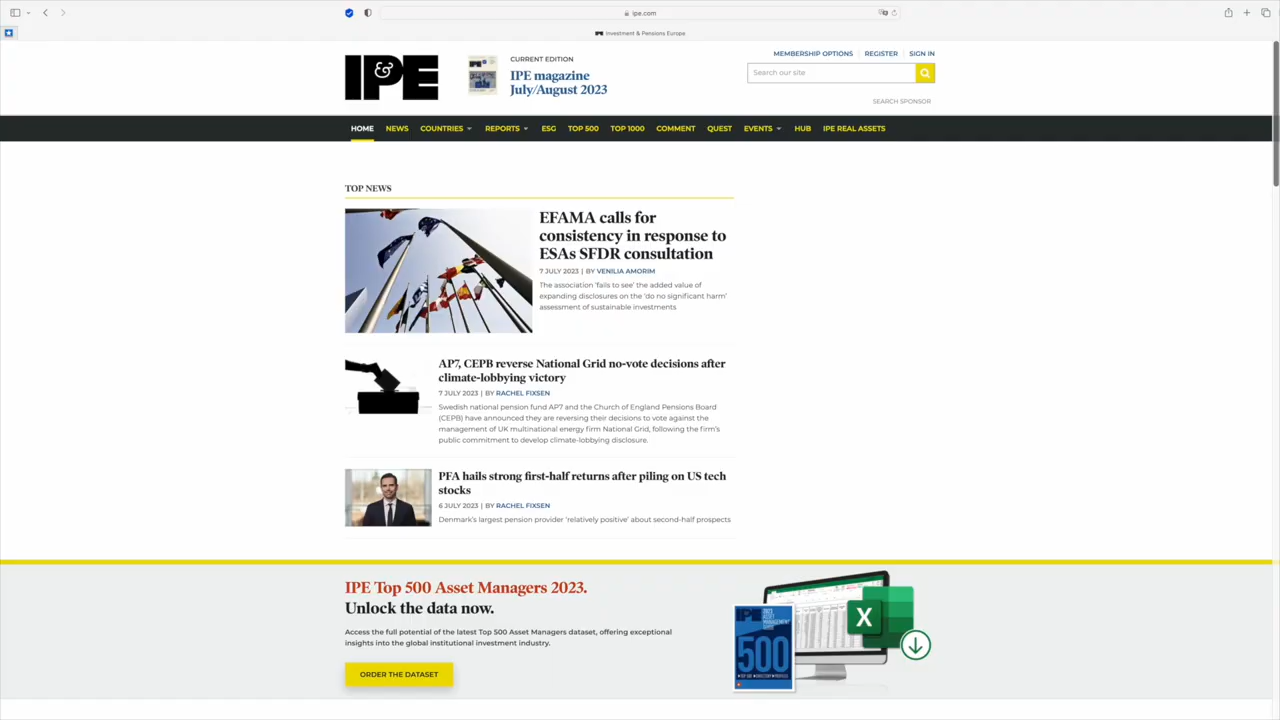 ipe.com
Investment & Pensions Europe
IP&E
CURRENT EDITION
IPE magazine
July/August 2023
MEMBERSHIP OPTIONS
REGISTER
SIGN IN
Search our site
SEARCH SPONSOR
HOME NEWS COUNTRIES REPORTS ESG TOP 500 TOP 1000 COMMENT QUEST EVENTS HUB IPE REAL ASSETS
TOP NEWS
EFAMA calls for
consistency in response to
ESAs SFDR consultation
7 JULY 2023 | BY VENILIA AMORIM
The association 'fails to see' the added value of
expanding disclosures on the 'do no significant harm'
assessment of sustainable investments
AP7, CEPB reverse National Grid no-vote decisions after
climate-lobbying victory
7 JULY 2023 | BY RACHEL FIXSEN
Swedish national pension fund AP7 and the Church of England Pensions Board
(CEPB) have announced they are reversing their decisions to vote against the
management of UK multinational energy firm National Grid, following the firm's
public commitment to develop climate-lobbying disclosure.
PFA hails strong first-half returns after piling on US tech
stocks
6 JULY 2023 | BY RACHEL FIXSEN
Denmark's largest pension provider 'relatively positive' about second-half prospects
IPE Top 500 Asset Managers 2023.
Unlock the data now.
Access the full potential of the latest Top 500 Asset Managers dataset, offering exceptional
insights into the global institutional investment industry.
ORDER THE DATASET
500
X